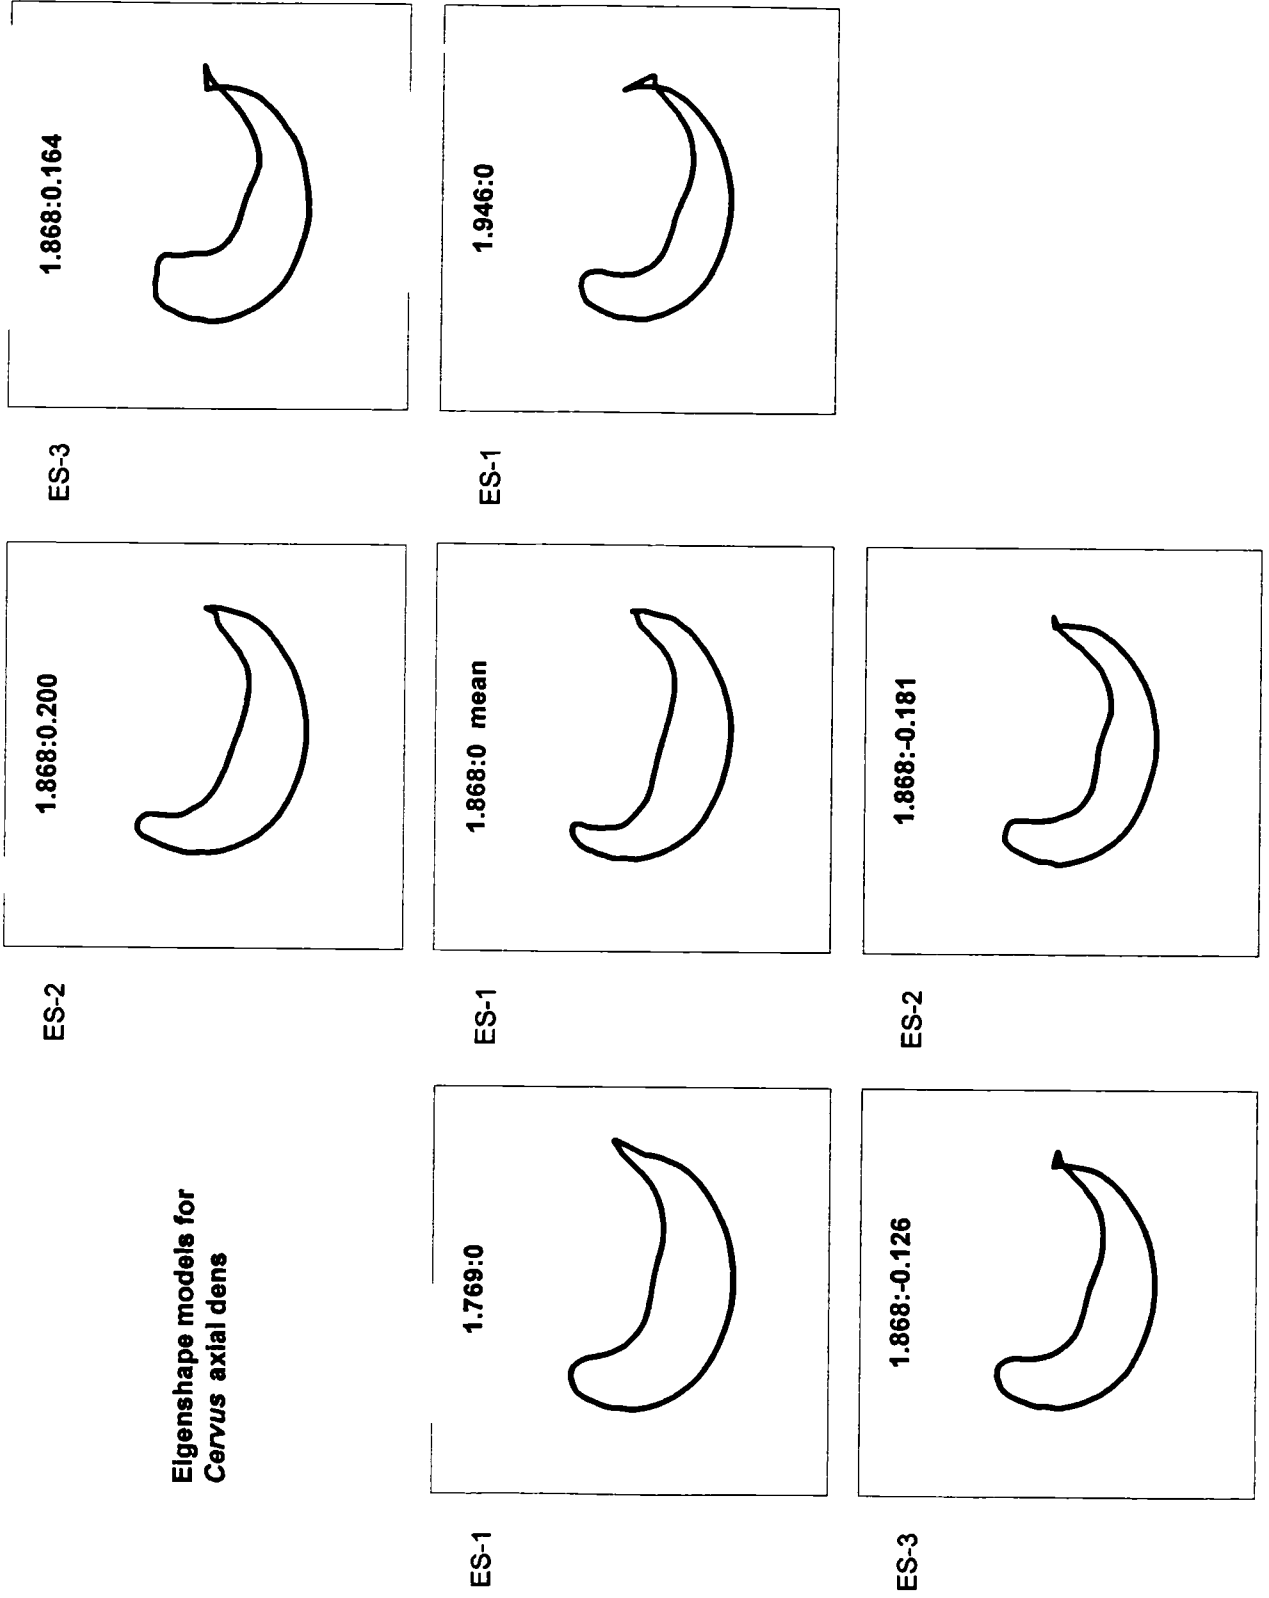 Eigenshape models for
Cervus axial dens
ES-2
1.868:0.200
ES-3
1.868:0.164
ES-1
1.769:0
ES-1
1.868:0 mean
ES-1
1.946:0
ES-3
1.868:-0.126
ES-2
1.868:-0.181